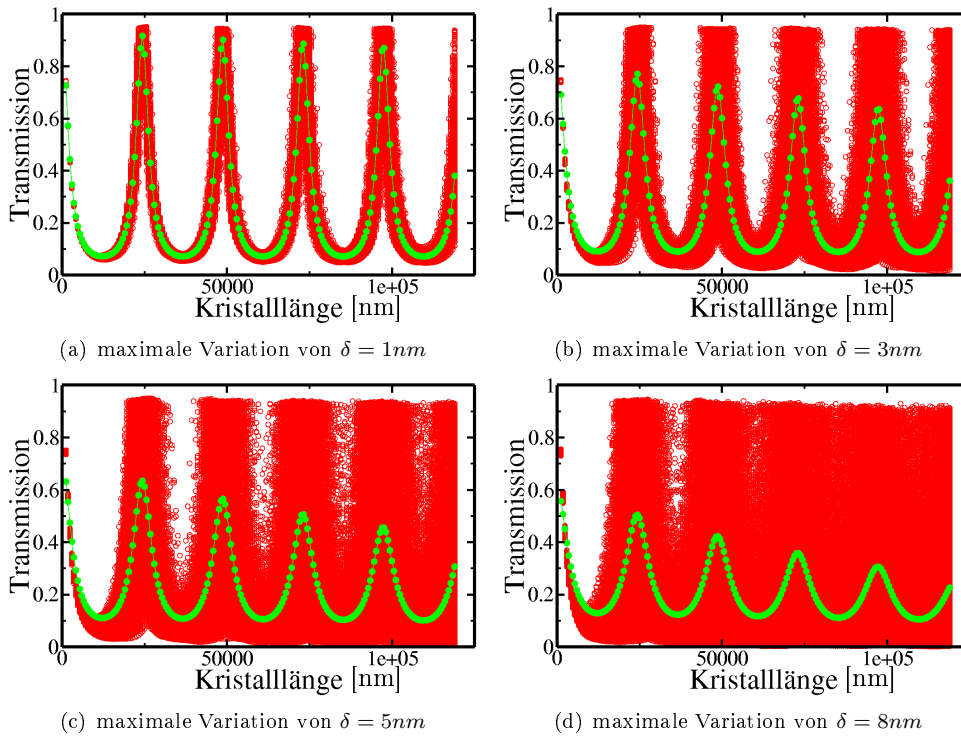 1
0.8
0.6
0.4
0.2
0
Transmission
0
50000
1e+05
Kristalllänge [nm]
(a) maximale Variation von δ = 1nm
1
0.8
0.6
0.4
0.2
0
Transmission
0
50000
1e+05
Kristalllänge [nm]
(b) maximale Variation von δ = 3nm
1
0.8
0.6
0.4
0.2
0
Transmission
0
50000
1e+05
Kristalllänge [nm]
(c) maximale Variation von δ = 5nm
1
0.8
0.6
0.4
0.2
0
Transmission
0
50000
1e+05
Kristalllänge [nm]
(d) maximale Variation von δ = 8nm